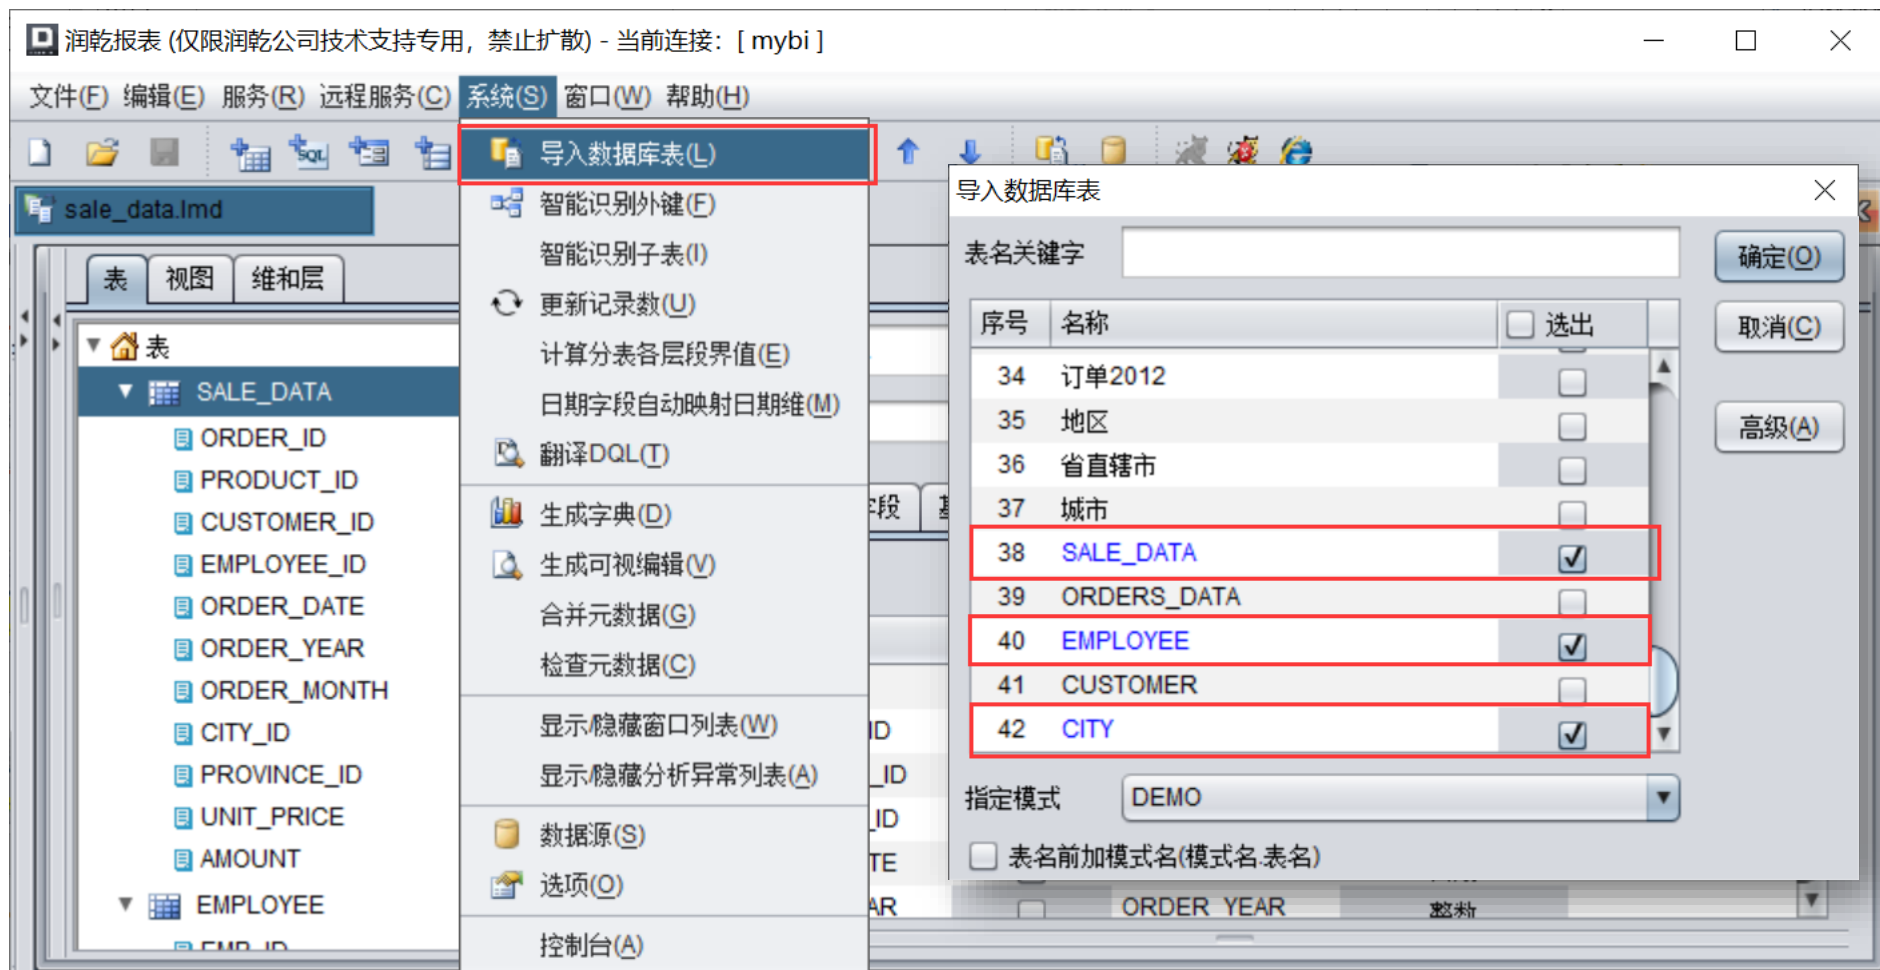 润乾报表 (仅限润乾公司技术支持专用，禁止扩散) - 当前连接：[ mybi ]
文件(F) 编辑(E) 服务(R) 远程服务(C) 系统(S) 窗口(W) 帮助(H)
SQL
sale_data.lmd
表 视图 维和层
表
SALE_DATA
ORDER_ID
PRODUCT_ID
CUSTOMER_ID
EMPLOYEE_ID
ORDER_DATE
ORDER_YEAR
ORDER_MONTH
CITY_ID
PROVINCE_ID
UNIT_PRICE
AMOUNT
EMPLOYEE
EMP_ID
导入数据库表(L)
智能识别外键(F)
智能识别子表(I)
更新记录数(U)
计算分表各层段界值(E)
日期字段自动映射日期维(M)
翻译DQL(T)
生成字典(D)
生成可视编辑(V)
合并元数据(G)
检查元数据(C)
显示/隐藏窗口列表(W)
显示/隐藏分析异常列表(A)
数据源(S)
选项(O)
控制台(A)
字段
ID
_ID
_ID
TE
AR
ORDER_YEAR 整数
导入数据库表
表名关键字
确定(O)
取消(C)
高级(A)
序号 名称 选出
34 订单2012
35 地区
36 省直辖市
37 城市
38 SALE_DATA
39 ORDERS_DATA
40 EMPLOYEE
41 CUSTOMER
42 CITY
指定模式 DEMO
表名前加模式名(模式名.表名)